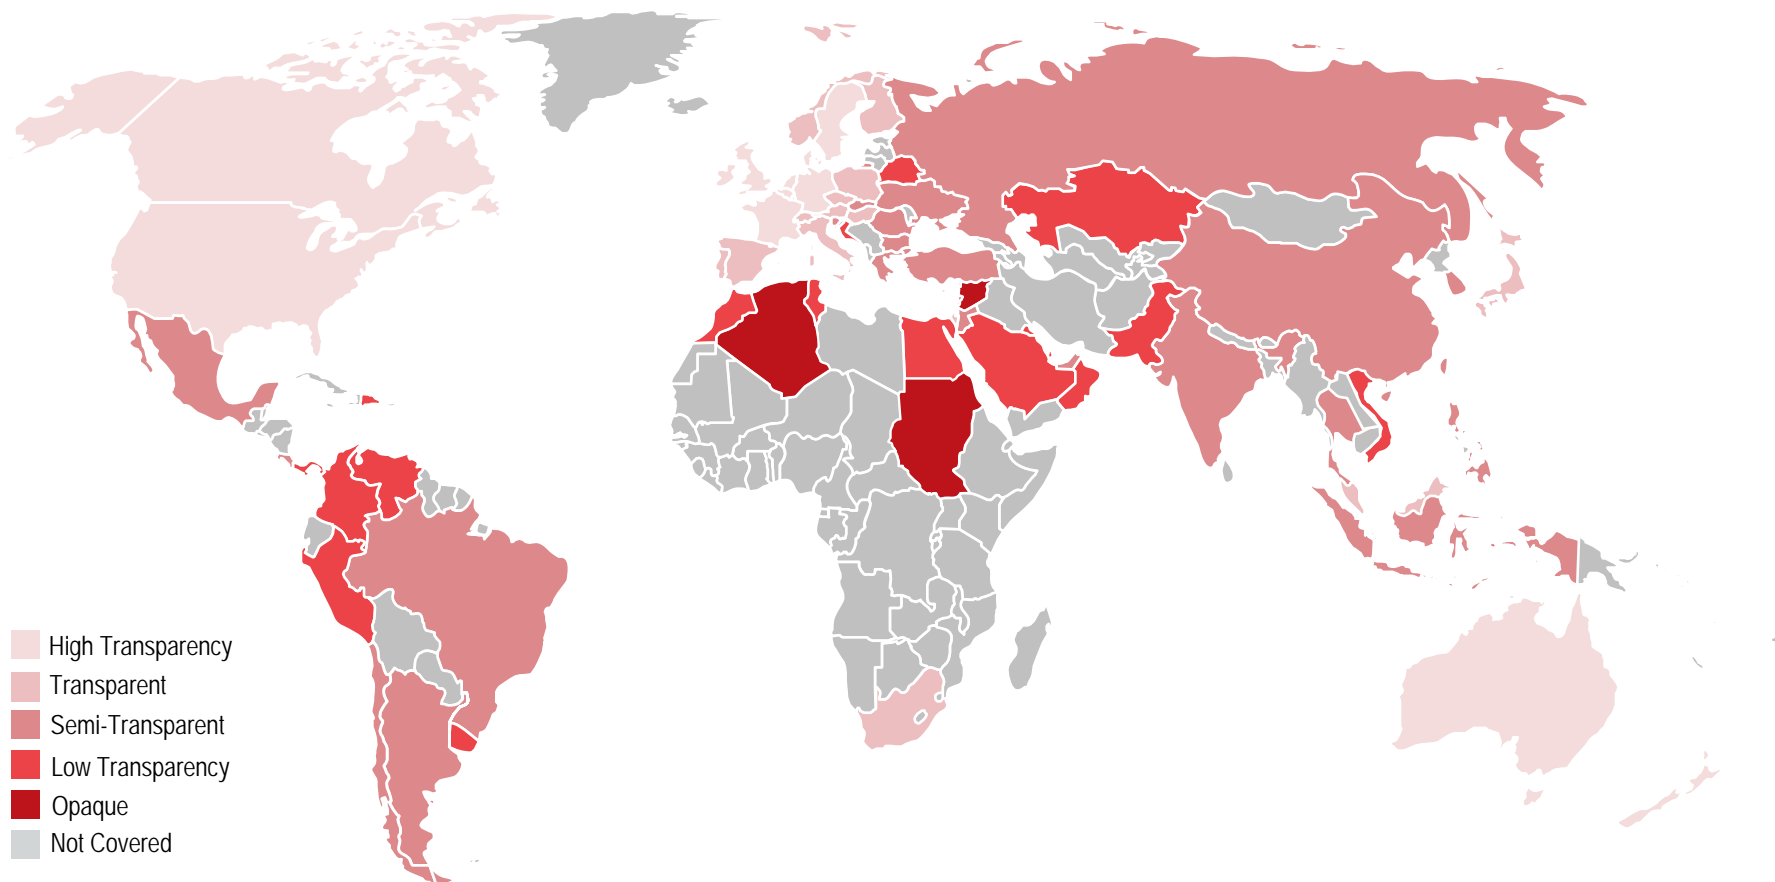 High Transparency
Transparent
Semi-Transparent
Low Transparency
Opaque
Not Covered